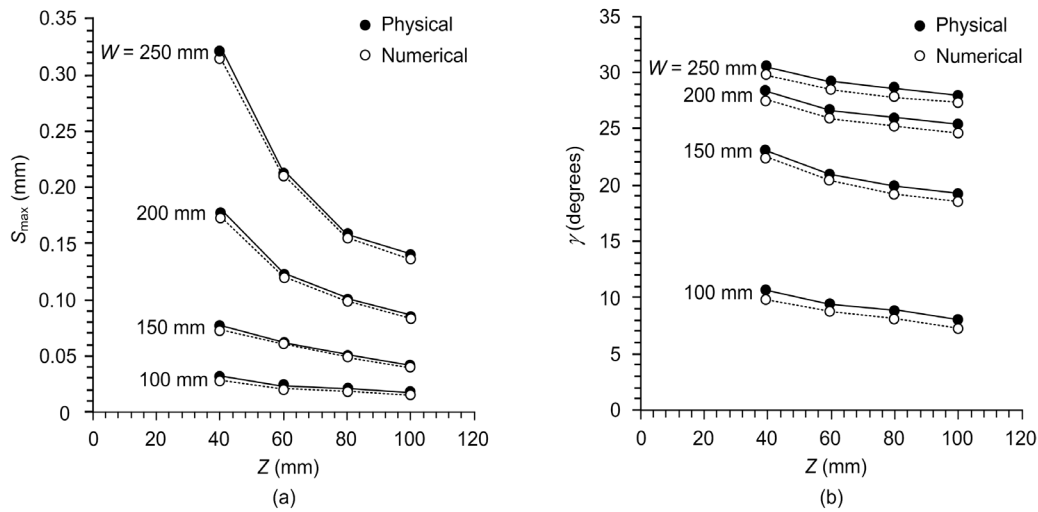 0.35
0.30
0.25
0.20
0.15
0.10
0.05
0
Smax (mm)
Physical
Numerical
W = 250 mm
200 mm
150 mm
100 mm
0 20 40 60 80 100 120
Z (mm)
(a)
35
30
25
20
15
10
5
0
γ (degrees)
Physical
Numerical
W = 250 mm
200 mm
150 mm
100 mm
0 20 40 60 80 100 120
Z (mm)
(b)